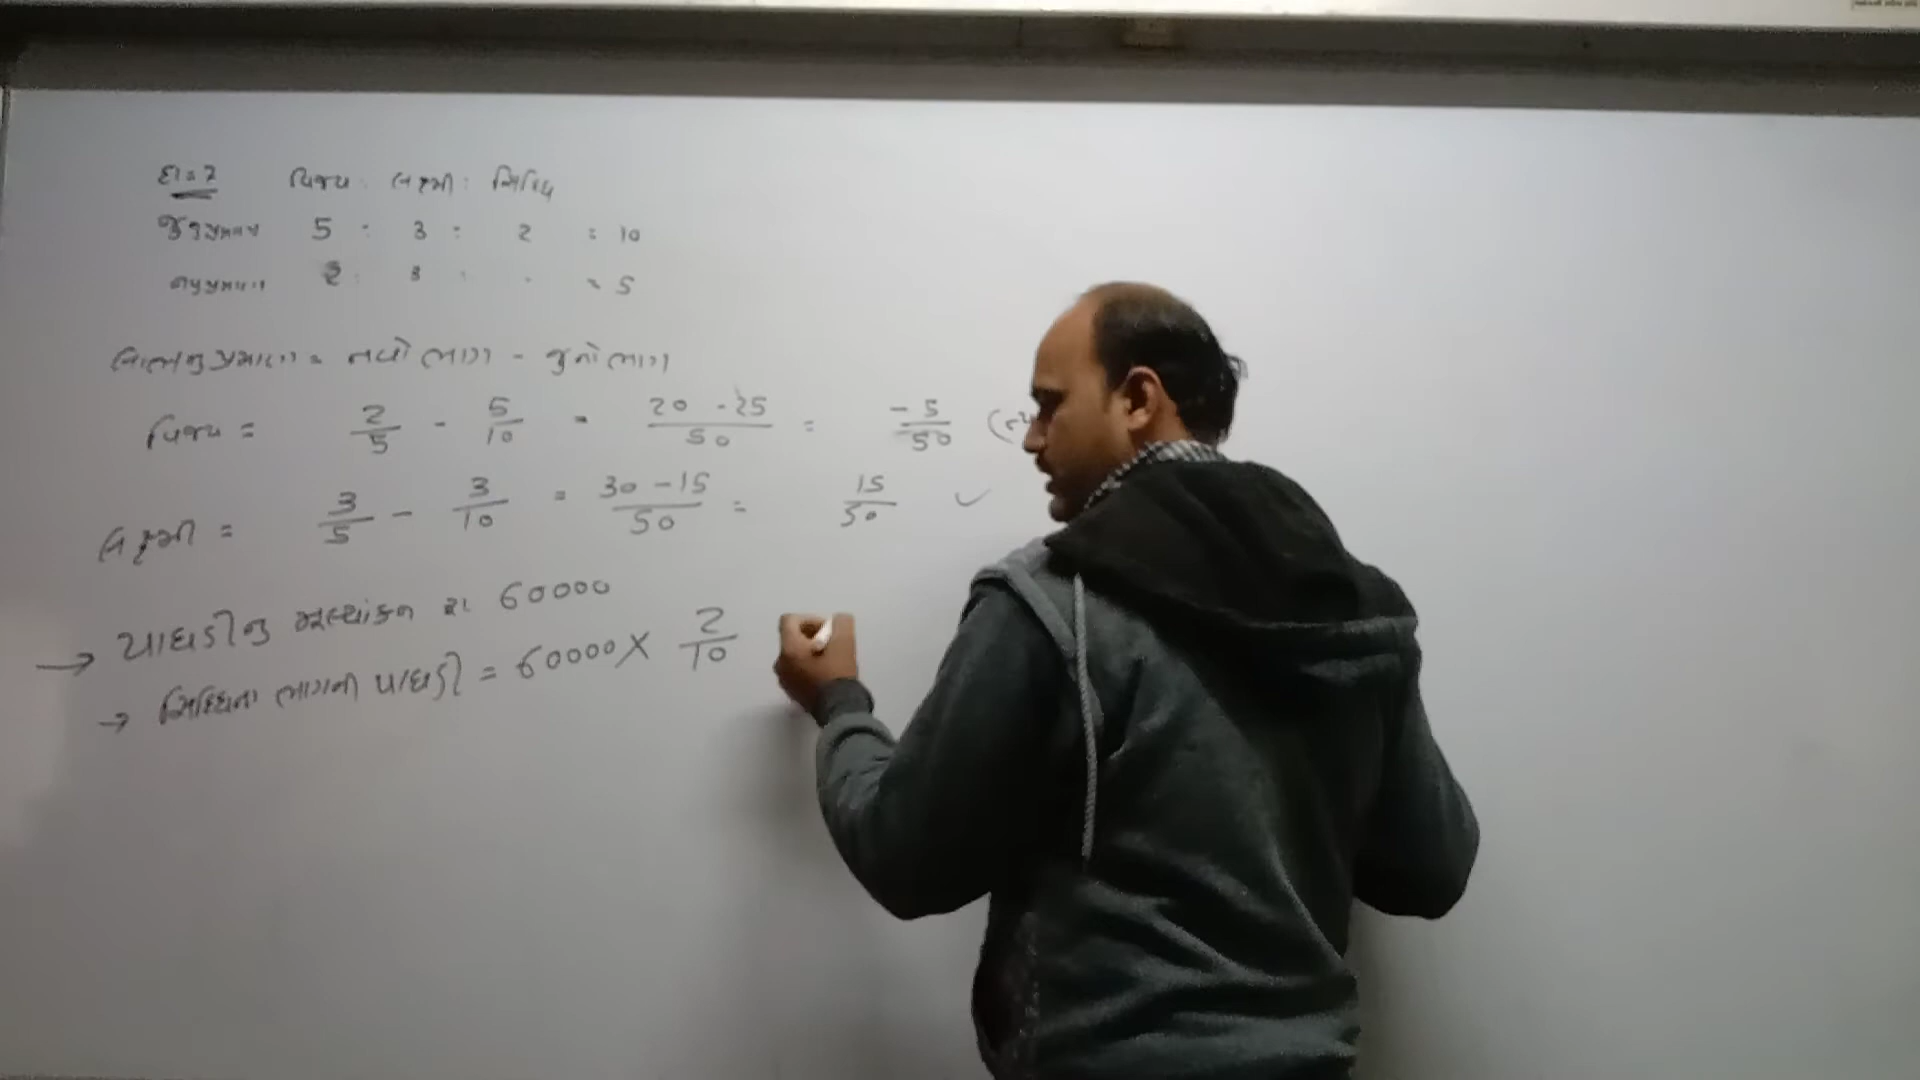 દા=2 વિજય : લક્ષ્મી : નિધિ
જુનુપ્રમાણ 5 : 3 : 2 = 10
નવુપ્રમાણ 2 : 3 : - = 5
લાભનુપ્રમાણ = નવો ભાગ - જુનો ભાગ
વિજય = 2/5 - 5/10 = 20 - 25/50 = -5/50 (ત્ય
લક્ષ્મી = 3/5 - 3/10 = 30 - 15/50 = 15/50 ✓
→ પાઘડીનુ મૂલ્યાંકન રૂા 60000
→ નિધિના ભાગની પાઘડી = 60000 X 2/10